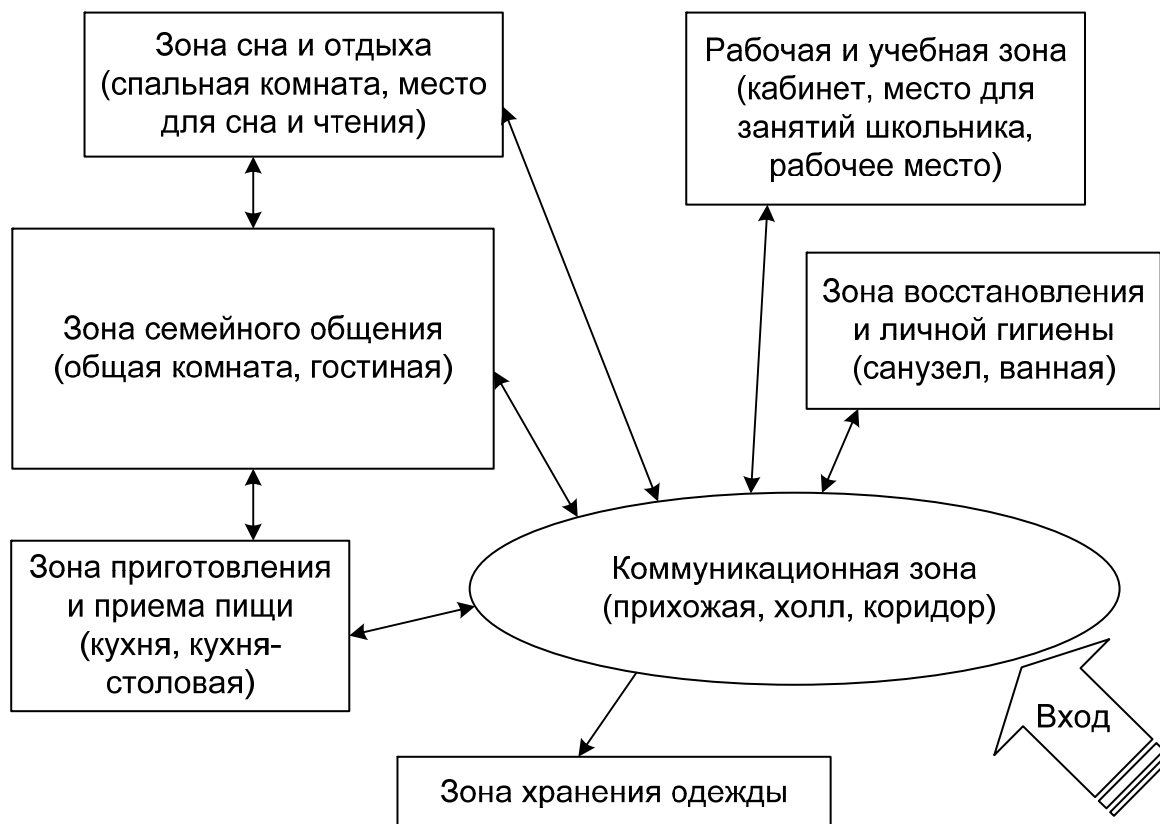 Зона сна и отдыха
(спальная комната, место
для сна и чтения)
Рабочая и учебная зона
(кабинет, место для
занятий школьника,
рабочее место)
Зона семейного общения
(общая комната, гостиная)
Зона восстановления
и личной гигиены
(санузел, ванная)
Зона приготовления
и приема пищи
(кухня, кухня-
столовая)
Коммуникационная зона
(прихожая, холл, коридор)
Вход
Зона хранения одежды